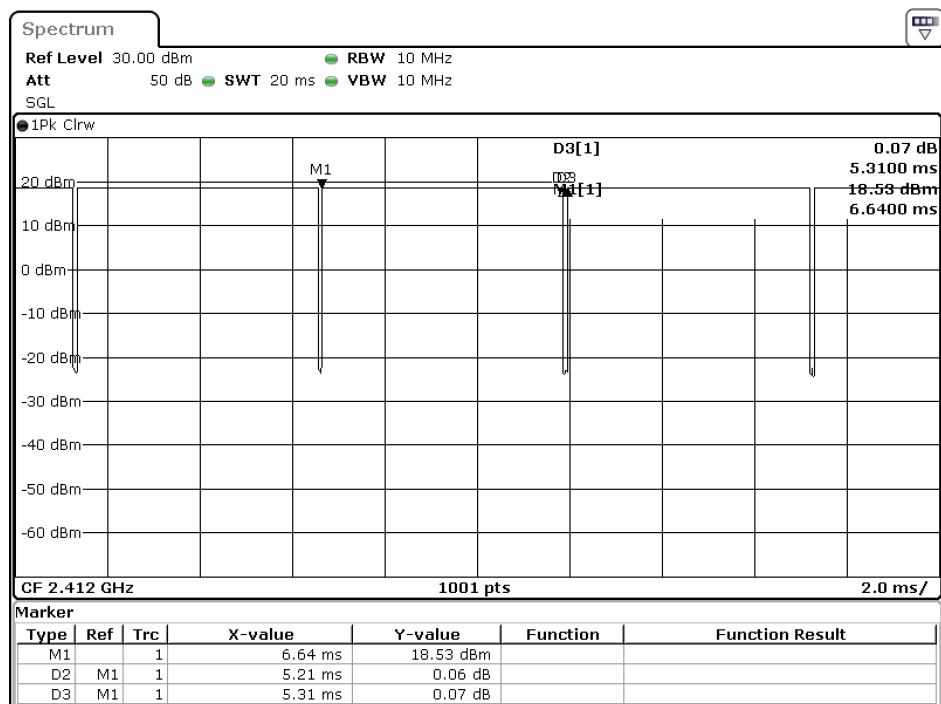 Spectrum
Ref Level 30.00 dBm RBW 10 MHz
Att 50 dB SWT 20 ms VBW 10 MHz
SGL
1Pk Clrw
D3[1] 0.07 dB
5.3100 ms
M1[1] 18.53 dBm
6.6400 ms
M1
D3
20 dBm
10 dBm
0 dBm
-10 dBm
-20 dBm
-30 dBm
-40 dBm
-50 dBm
-60 dBm
CF 2.412 GHz 1001 pts 2.0 ms/
Marker
Type Ref Trc X-value Y-value Function Function Result
M1 1 6.64 ms 18.53 dBm
D2 M1 1 5.21 ms 0.06 dB
D3 M1 1 5.31 ms 0.07 dB